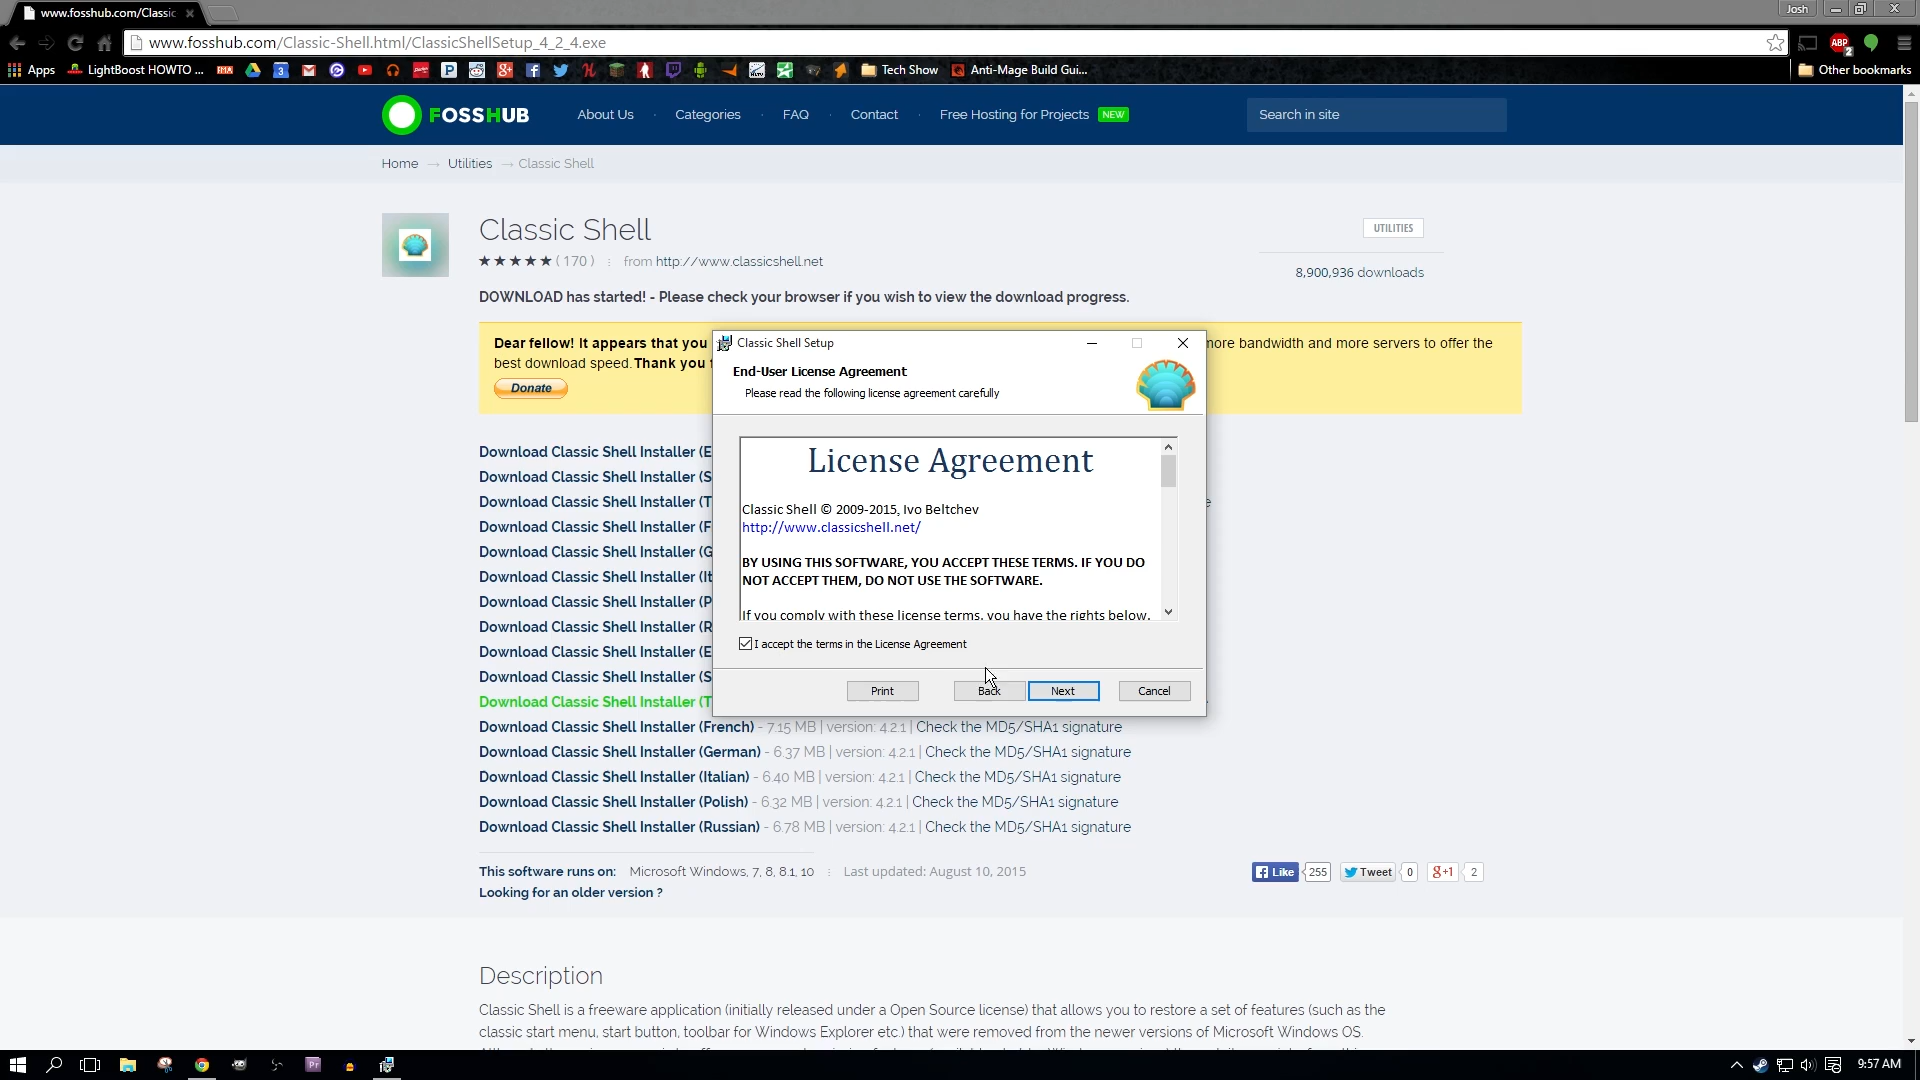 www.fosshub.com/Classic
Josh
www.fosshub.com/Classic-Shell.html/ClassicShellSetup_4_2_4.exe
ABP
2
Apps
LightBoost HOWTO ...
Tech Show
Anti-Mage Build Gui...
Other bookmarks
FOSSHUB
About Us
Categories
FAQ
Contact
Free Hosting for Projects NEW
Search in site
Home → Utilities → Classic Shell
Classic Shell
UTILITIES
★★★★★ ( 170 ) from http://www.classicshell.net
8,900,936 downloads
DOWNLOAD has started! - Please check your browser if you wish to view the download progress.
Dear fellow! It appears that you
more bandwidth and more servers to offer the
best download speed. Thank you
Donate
Classic Shell Setup
End-User License Agreement
Please read the following license agreement carefully
License Agreement
Classic Shell © 2009-2015, Ivo Beltchev
http://www.classicshell.net/
BY USING THIS SOFTWARE, YOU ACCEPT THESE TERMS. IF YOU DO
NOT ACCEPT THEM, DO NOT USE THE SOFTWARE.
If you comply with these license terms, you have the rights below.
I accept the terms in the License Agreement
Print
Back
Next
Cancel
Download Classic Shell Installer (E
Download Classic Shell Installer (S
Download Classic Shell Installer (T
Download Classic Shell Installer (F
Download Classic Shell Installer (G
Download Classic Shell Installer (It
Download Classic Shell Installer (P
Download Classic Shell Installer (R
Download Classic Shell Installer (E
Download Classic Shell Installer (S
Download Classic Shell Installer (T
Download Classic Shell Installer (French) - 7.15 MB | version: 4.2.1 | Check the MD5/SHA1 signature
Download Classic Shell Installer (German) - 6.37 MB | version: 4.2.1 | Check the MD5/SHA1 signature
Download Classic Shell Installer (Italian) - 6.40 MB | version: 4.2.1 | Check the MD5/SHA1 signature
Download Classic Shell Installer (Polish) - 6.32 MB | version: 4.2.1 | Check the MD5/SHA1 signature
Download Classic Shell Installer (Russian) - 6.78 MB | version: 4.2.1 | Check the MD5/SHA1 signature
This software runs on: Microsoft Windows, 7, 8, 8.1, 10 Last updated: August 10, 2015
Like 255 Tweet 0 g+1 2
Looking for an older version ?
Description
Classic Shell is a freeware application (initially released under a Open Source license) that allows you to restore a set of features (such as the
classic start menu, start button, toolbar for Windows Explorer etc.) that were removed from the newer versions of Microsoft Windows OS.
Pr
9:57 AM